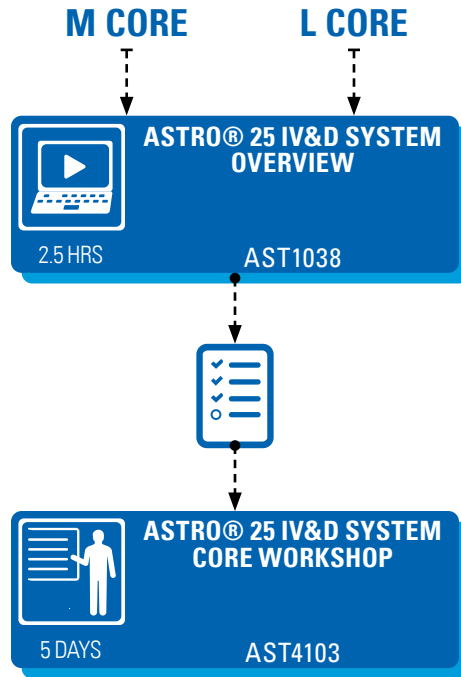 M CORE
L CORE
ASTRO® 25 IV&D SYSTEM
OVERVIEW
2.5 HRS
AST1038
ASTRO® 25 IV&D SYSTEM
CORE WORKSHOP
5 DAYS
AST4103